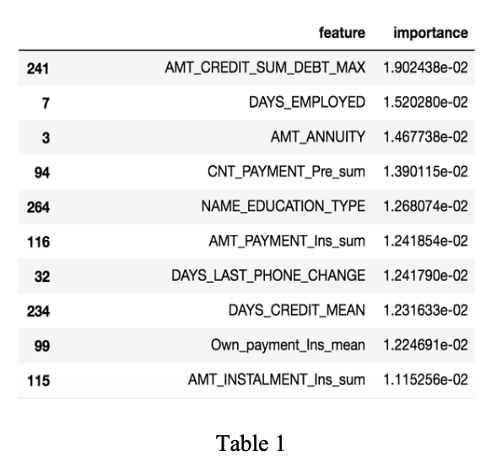 feature importance
241 AMT_CREDIT_SUM_DEBT_MAX 1.902438e-02
7 DAYS_EMPLOYED 1.520280e-02
3 AMT_ANNUITY 1.467738e-02
94 CNT_PAYMENT_Pre_sum 1.390115e-02
264 NAME_EDUCATION_TYPE 1.268074e-02
116 AMT_PAYMENT_Ins_sum 1.241854e-02
32 DAYS_LAST_PHONE_CHANGE 1.241790e-02
234 DAYS_CREDIT_MEAN 1.231633e-02
99 Own_payment_Ins_mean 1.224691e-02
115 AMT_INSTALMENT_Ins_sum 1.115256e-02
Table 1